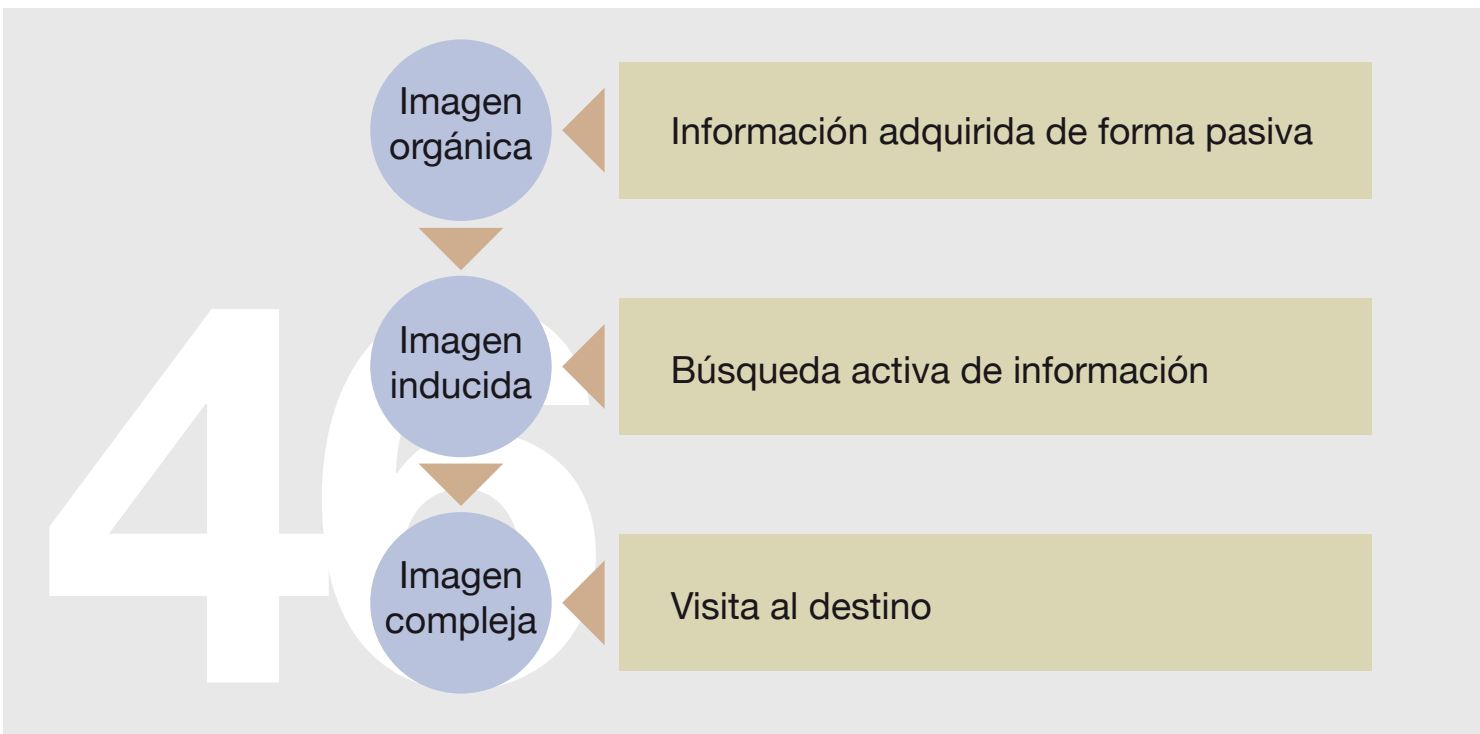 Imagen
orgánica
Información adquirida de forma pasiva
Imagen
inducida
Búsqueda activa de información
Imagen
compleja
Visita al destino
46